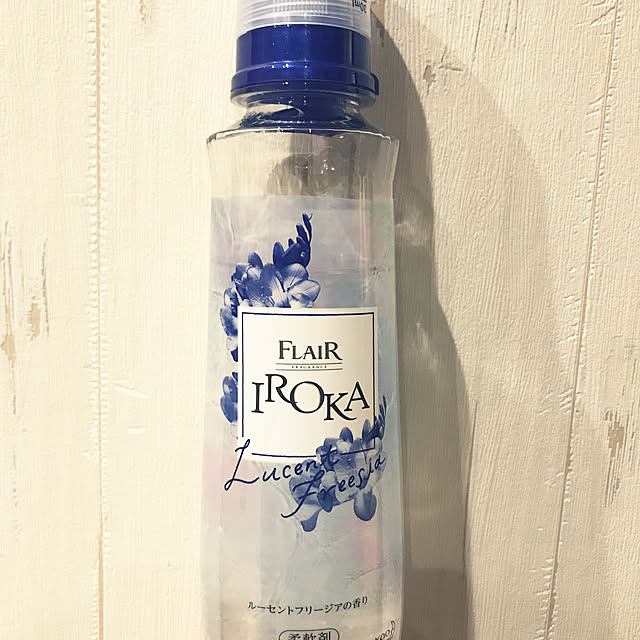 30ml
FLAIR
FRAGRANCE
IROKA
Lucent
Freesia
ルーセントフリージアの香り
柔軟剤